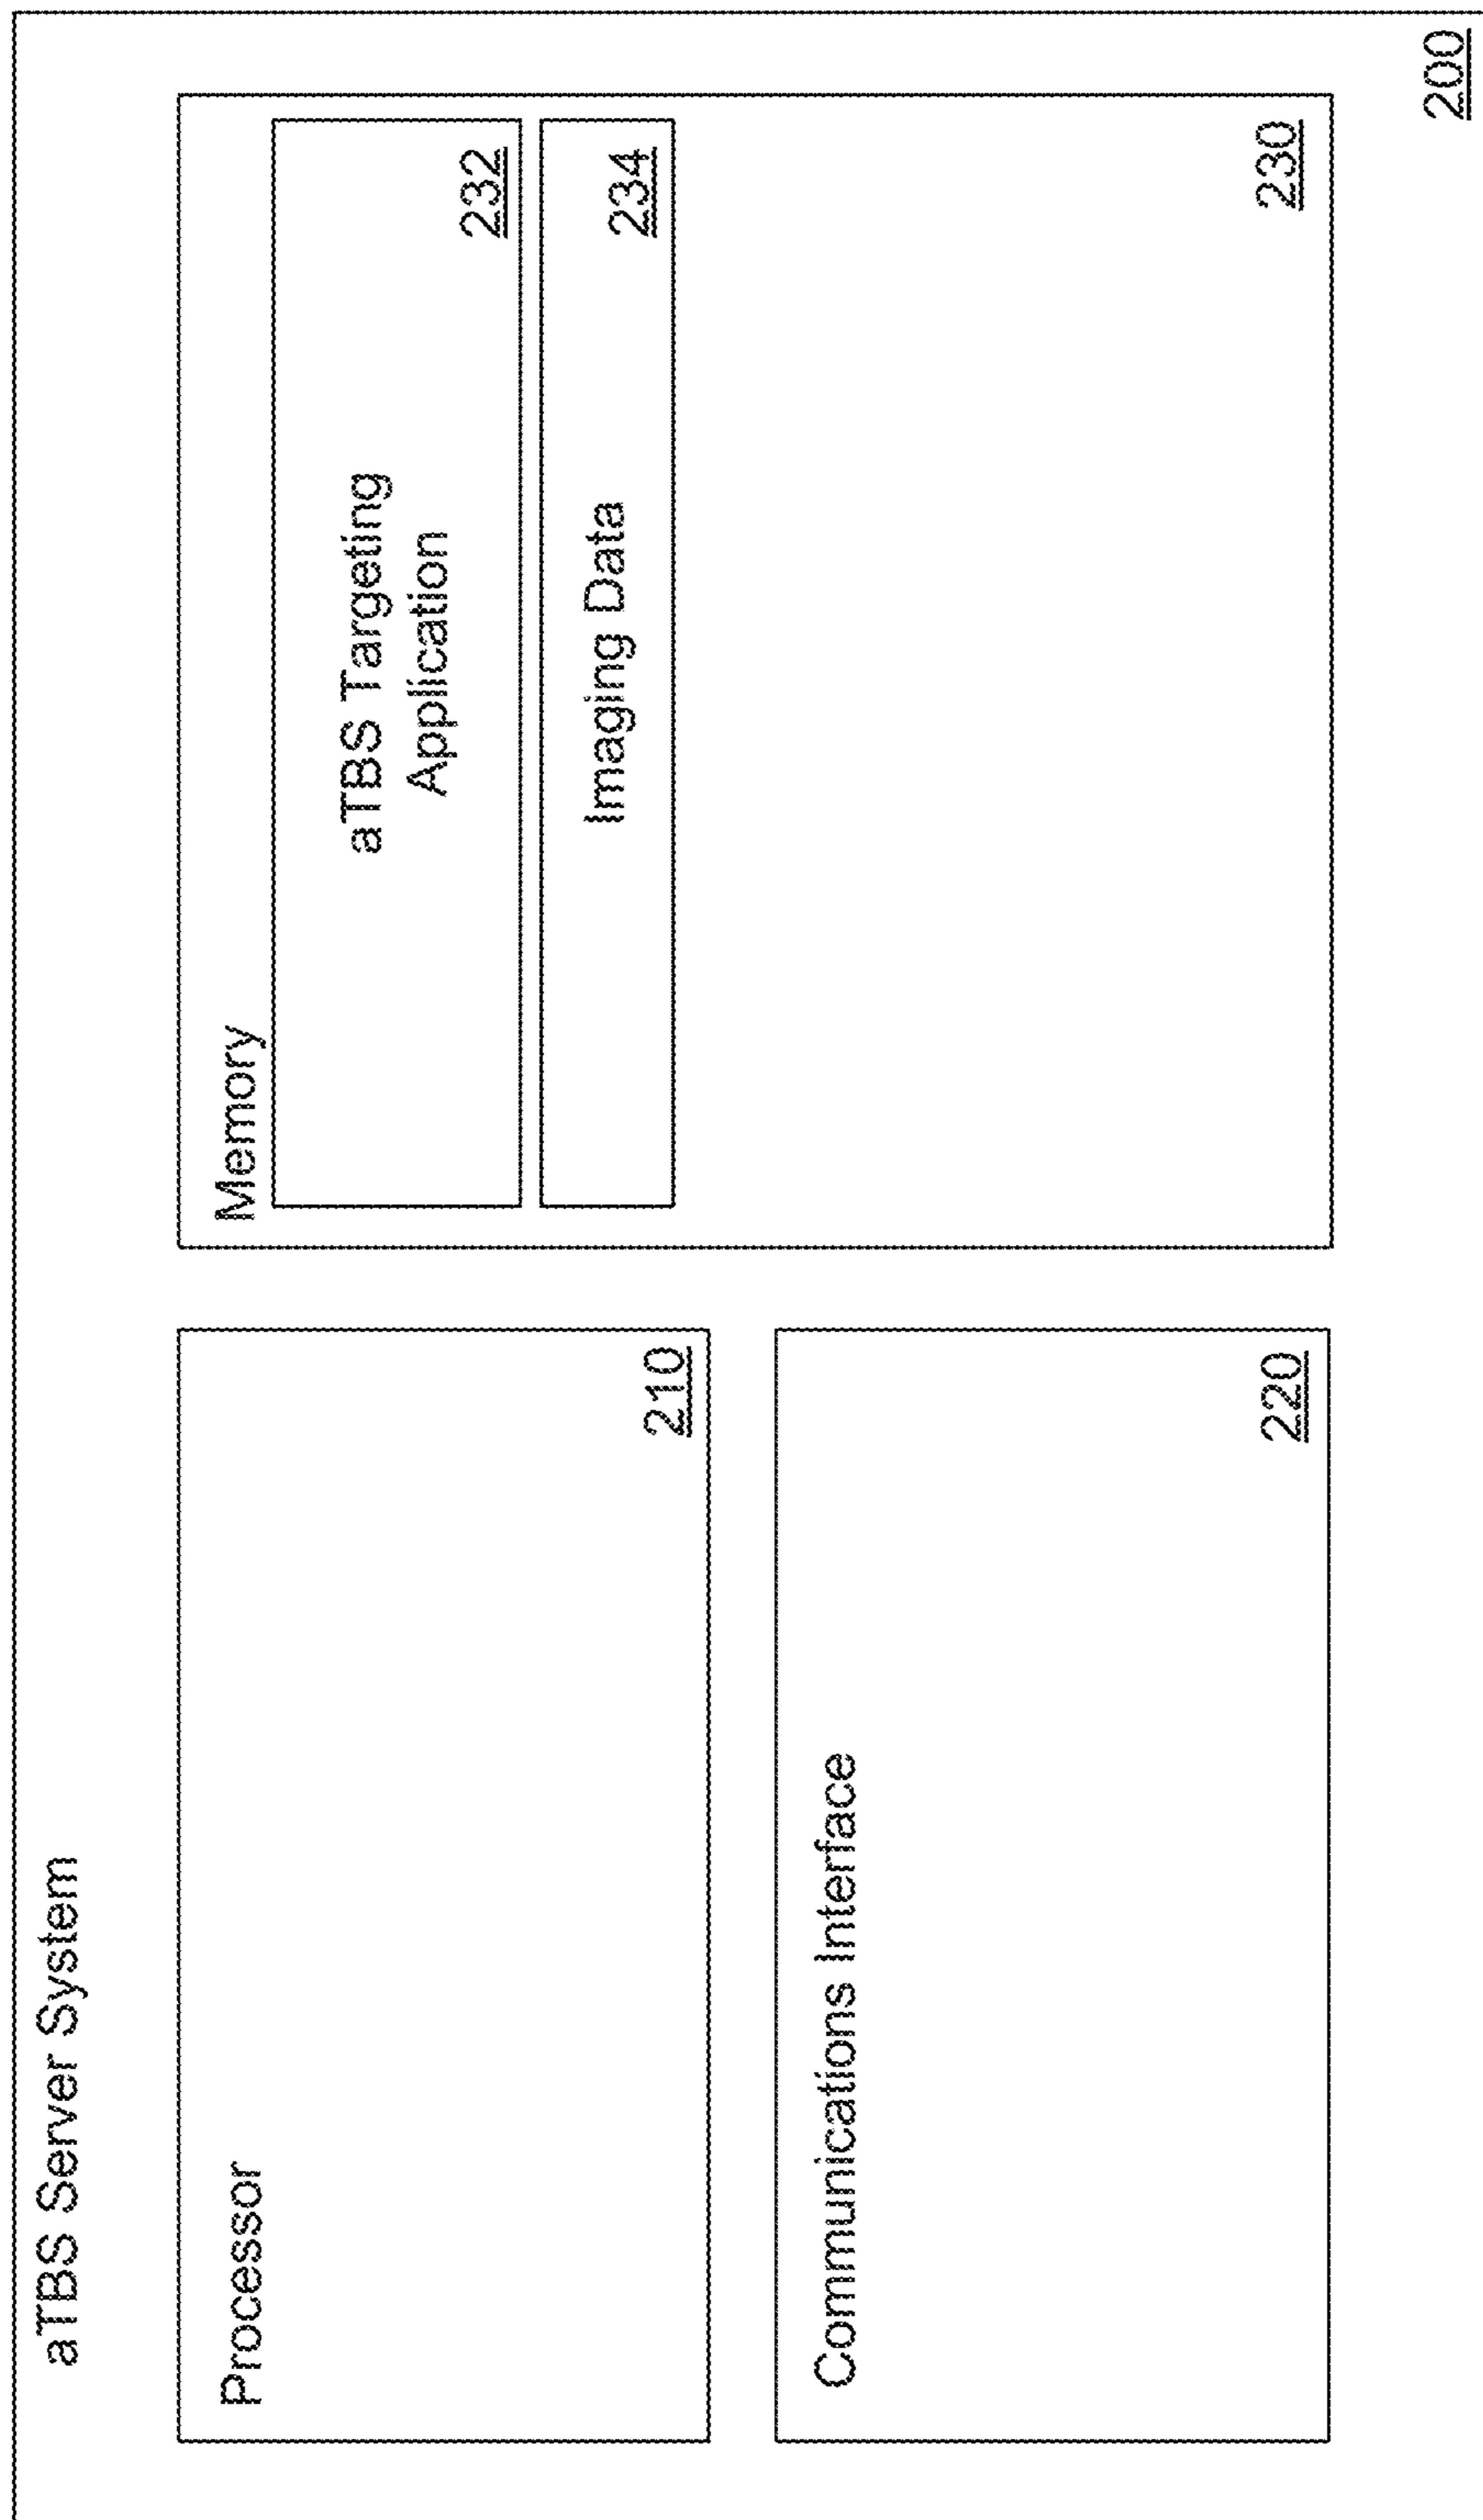 aTBS Server System
Processor
210
Communications Interface
220
Memory
aTBS Targeting
Application
232
Imaging Data
234
230
200